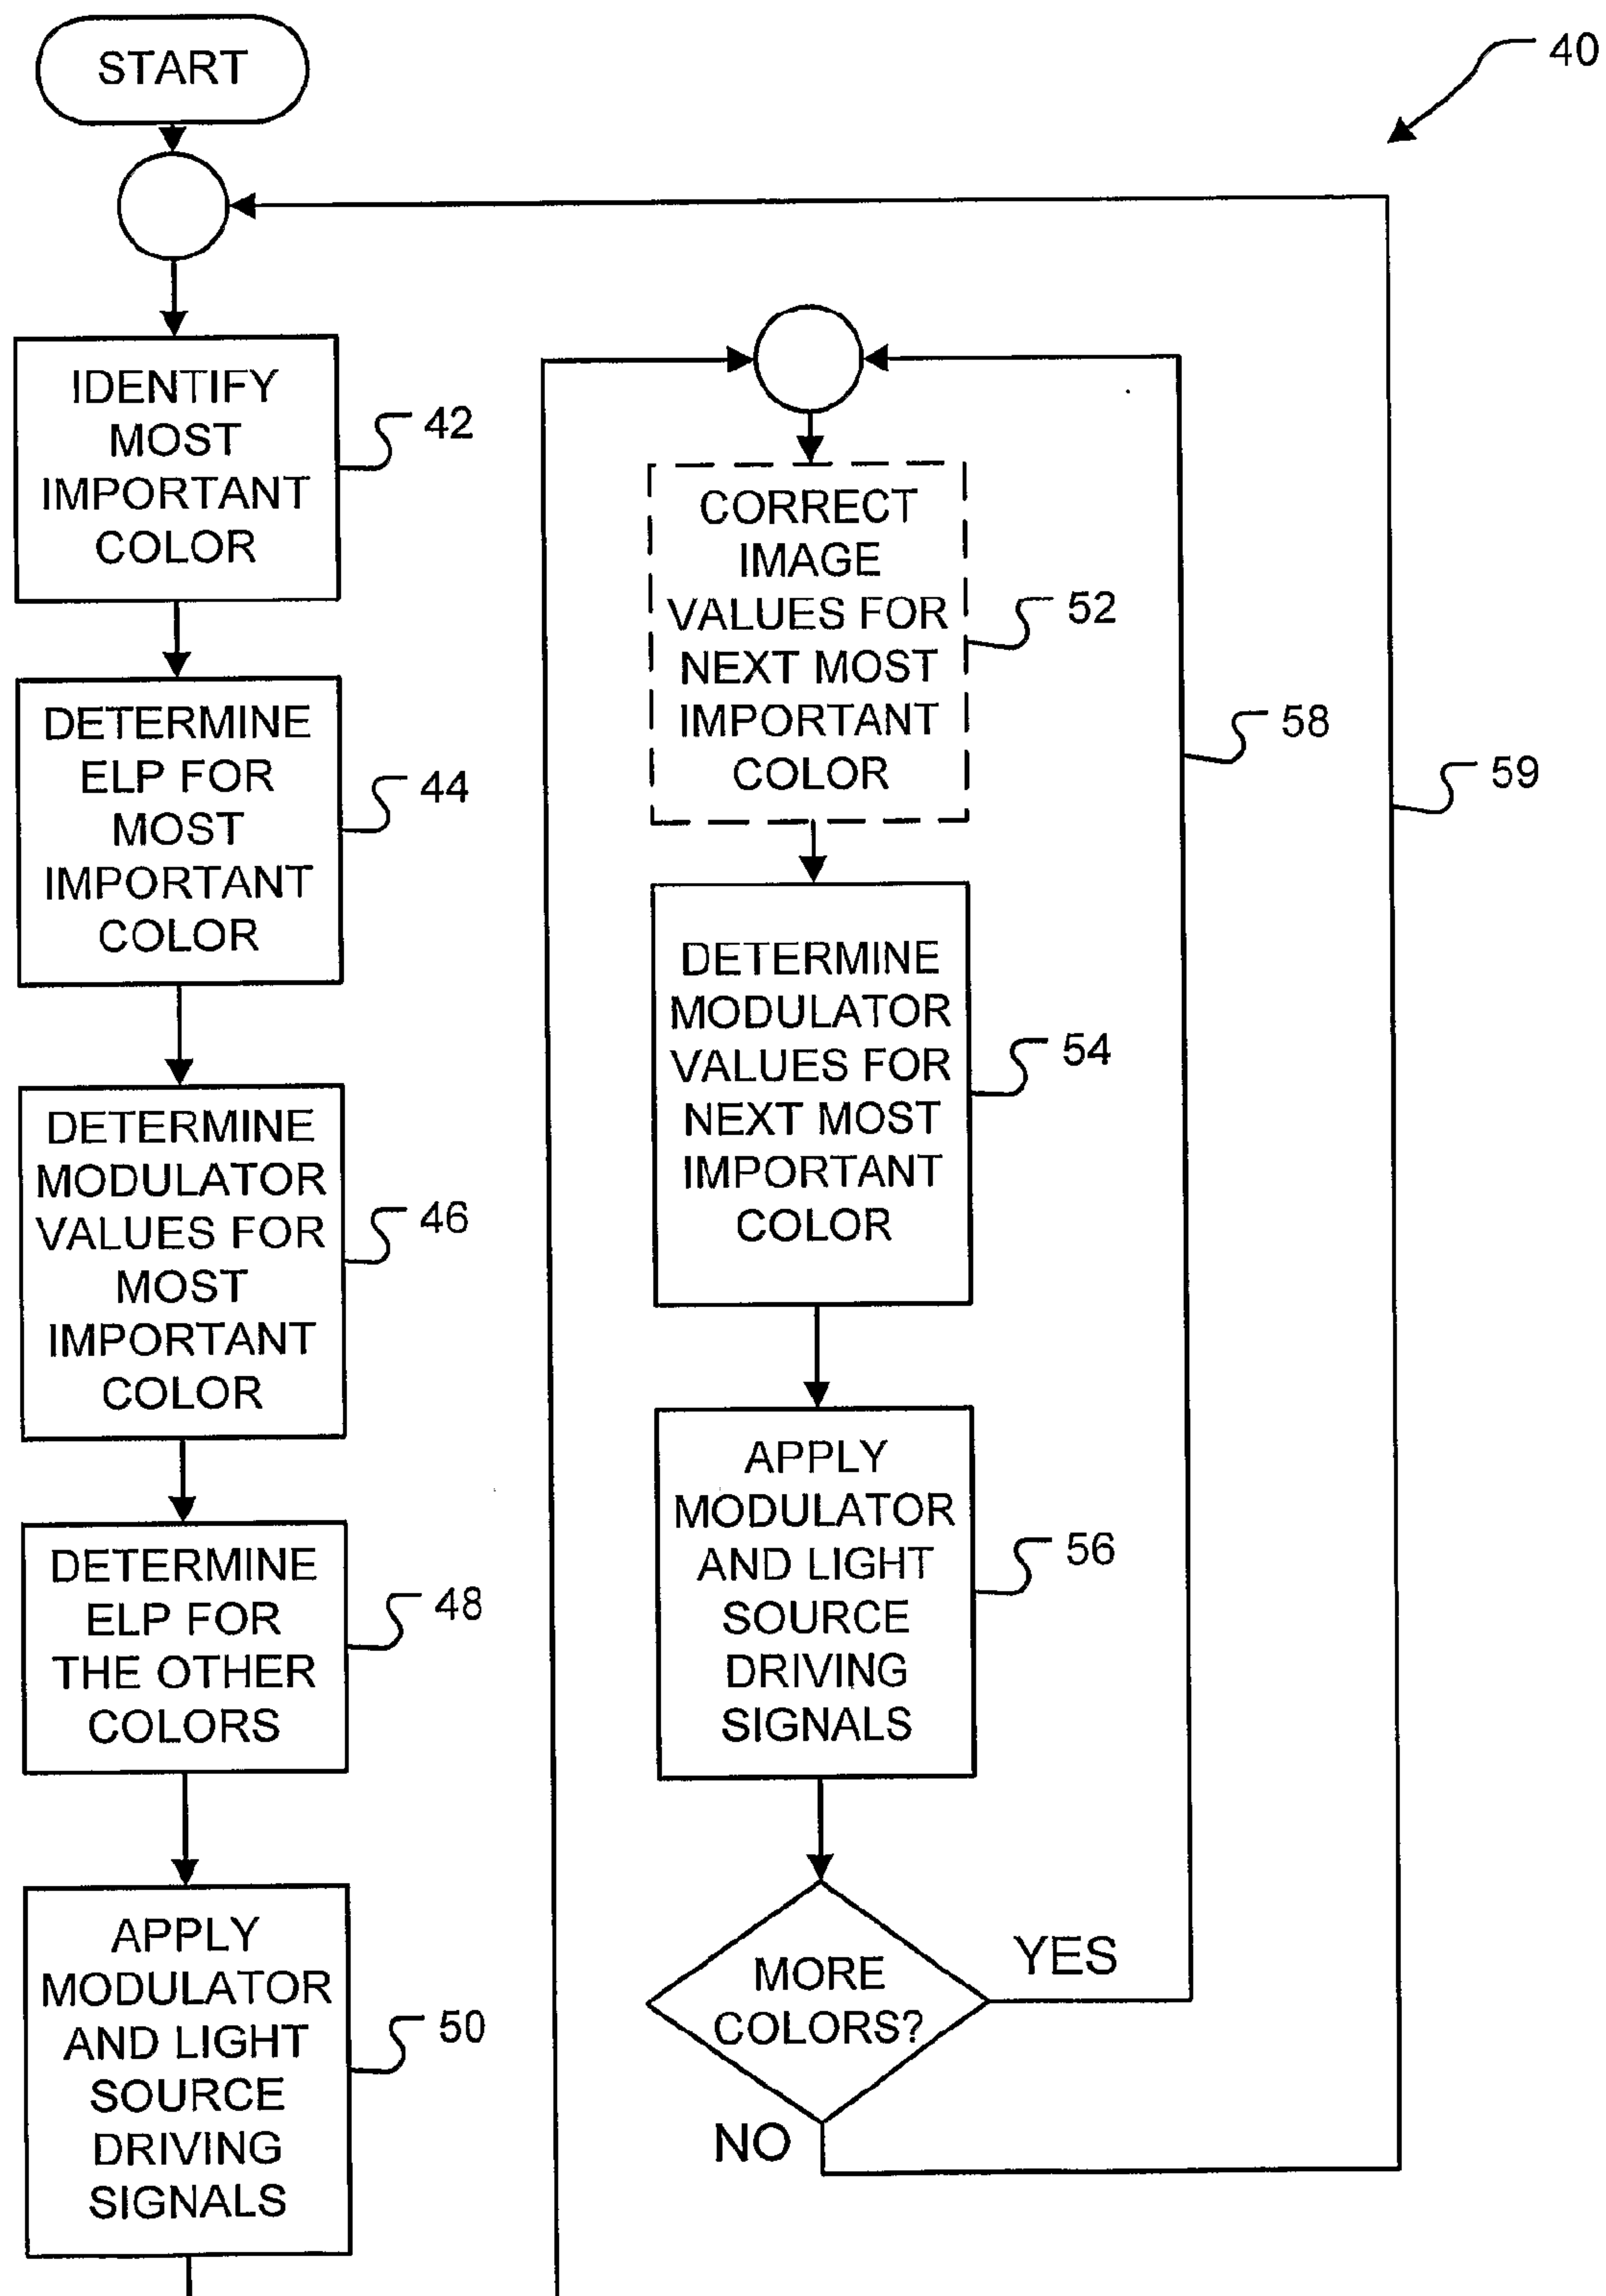 START
40
IDENTIFY
MOST
IMPORTANT
COLOR
42
DETERMINE
ELP FOR
MOST
IMPORTANT
COLOR
44
DETERMINE
MODULATOR
VALUES FOR
MOST
IMPORTANT
COLOR
46
DETERMINE
ELP FOR
THE OTHER
COLORS
48
APPLY
MODULATOR
AND LIGHT
SOURCE
DRIVING
SIGNALS
50
CORRECT
IMAGE
VALUES FOR
NEXT MOST
IMPORTANT
COLOR
52
DETERMINE
MODULATOR
VALUES FOR
NEXT MOST
IMPORTANT
COLOR
54
APPLY
MODULATOR
AND LIGHT
SOURCE
DRIVING
SIGNALS
56
MORE
COLORS?
YES
NO
58
59